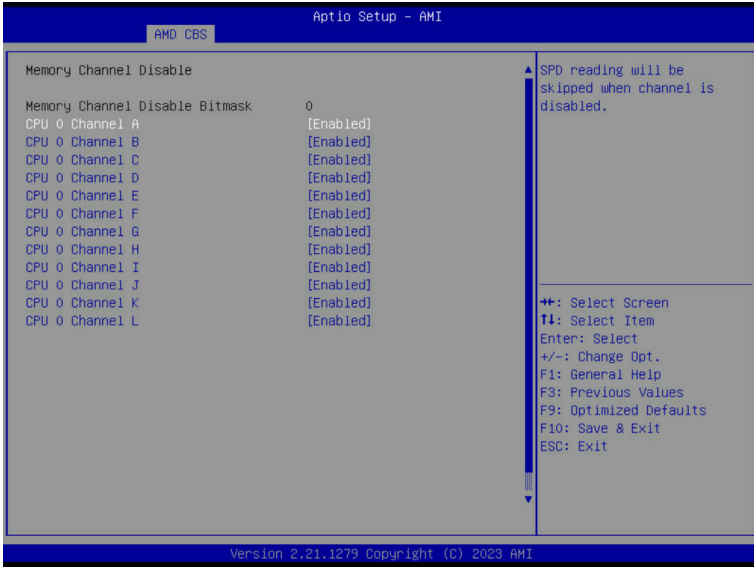 Aptio Setup – AMI
AMD CBS
Memory Channel Disable
Memory Channel Disable Bitmask 0
CPU 0 Channel A [Enabled]
CPU 0 Channel B [Enabled]
CPU 0 Channel C [Enabled]
CPU 0 Channel D [Enabled]
CPU 0 Channel E [Enabled]
CPU 0 Channel F [Enabled]
CPU 0 Channel G [Enabled]
CPU 0 Channel H [Enabled]
CPU 0 Channel I [Enabled]
CPU 0 Channel J [Enabled]
CPU 0 Channel K [Enabled]
CPU 0 Channel L [Enabled]
SPD reading will be
skipped when channel is
disabled.
→←: Select Screen
↑↓: Select Item
Enter: Select
+/-: Change Opt.
F1: General Help
F3: Previous Values
F9: Optimized Defaults
F10: Save & Exit
ESC: Exit
Version 2.21.1279 Copyright (C) 2023 AMI